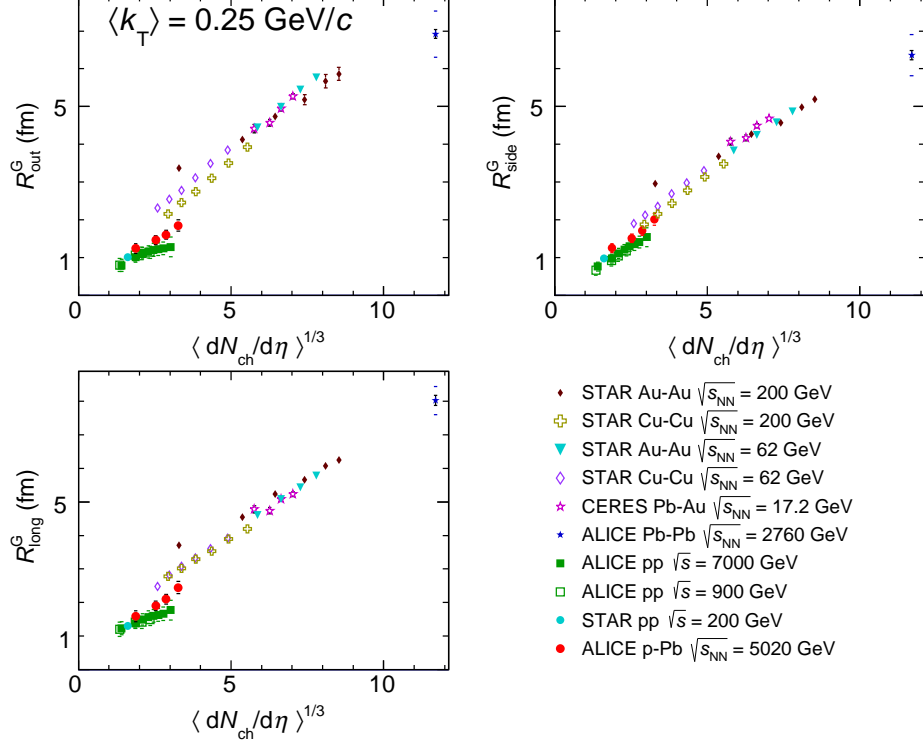 ⟨k_T⟩ = 0.25 GeV/c
R^G_out (fm)
5
1
0 5 10
⟨ dN_ch/dη ⟩^1/3
R^G_side (fm)
5
1
0 5 10
⟨ dN_ch/dη ⟩^1/3
R^G_long (fm)
5
1
0 5 10
⟨ dN_ch/dη ⟩^1/3
STAR Au-Au √s_NN = 200 GeV
STAR Cu-Cu √s_NN = 200 GeV
STAR Au-Au √s_NN = 62 GeV
STAR Cu-Cu √s_NN = 62 GeV
CERES Pb-Au √s_NN = 17.2 GeV
ALICE Pb-Pb √s_NN = 2760 GeV
ALICE pp √s = 7000 GeV
ALICE pp √s = 900 GeV
STAR pp √s = 200 GeV
ALICE p-Pb √s_NN = 5020 GeV